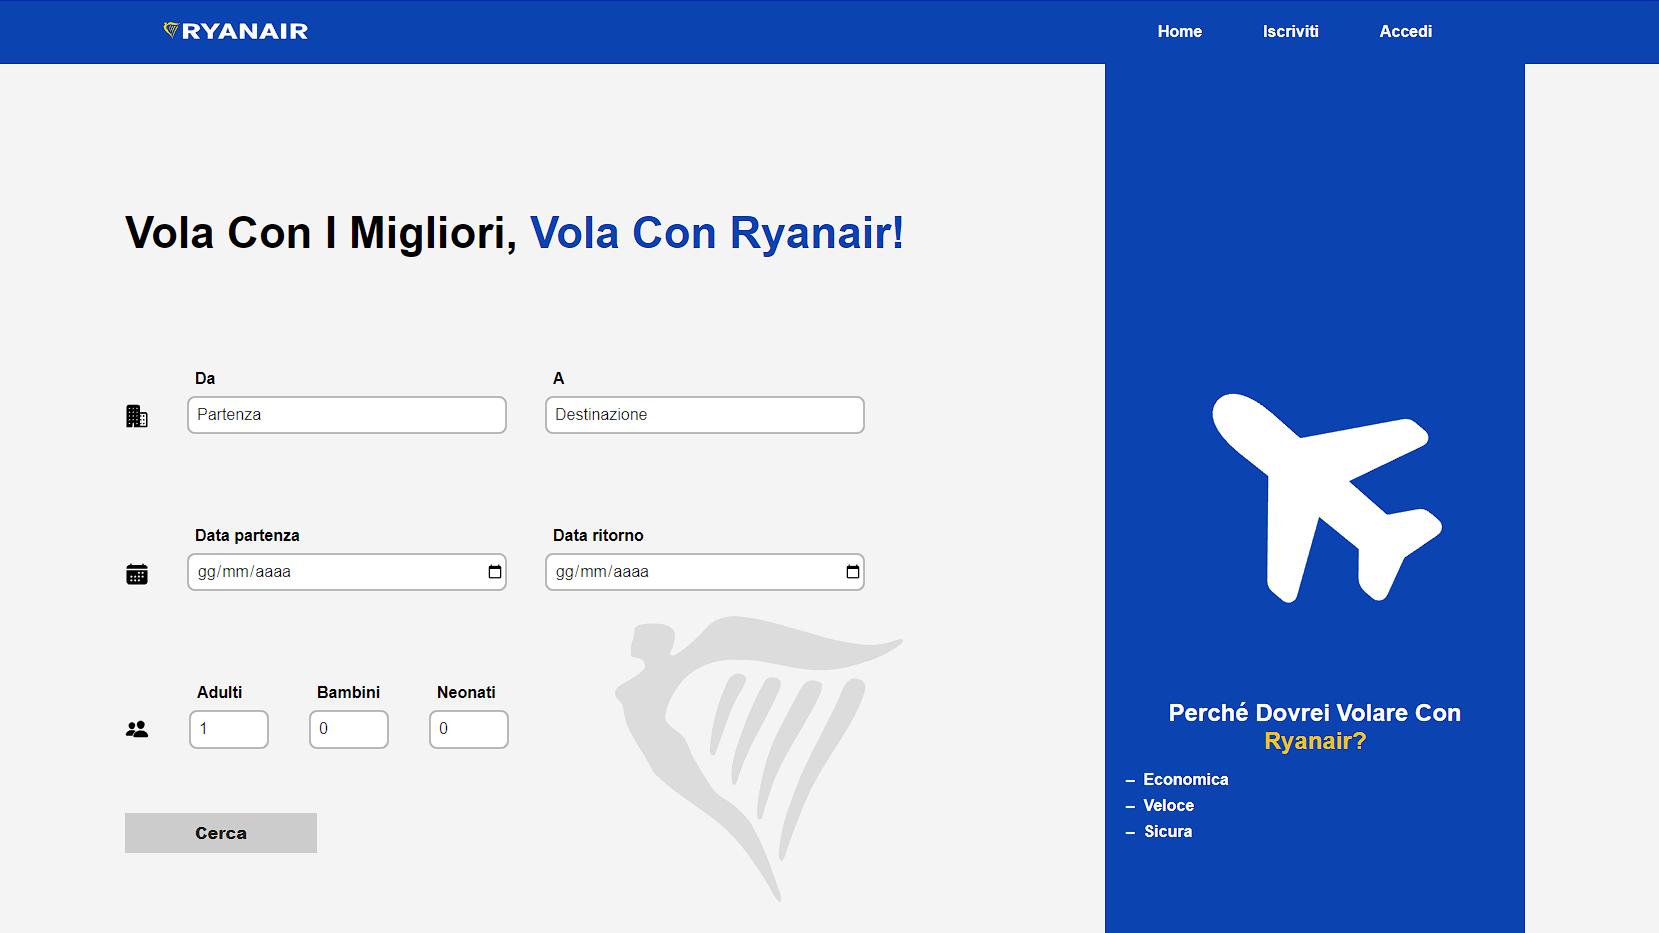 RYANAIR
Home
Iscriviti
Accedi
Vola Con I Migliori, Vola Con Ryanair!
Da
A
Partenza
Destinazione
Data partenza
Data ritorno
gg/mm/aaaa
gg/mm/aaaa
Adulti
Bambini
Neonati
1
0
0
Cerca
Perché Dovrei Volare Con
Ryanair?
– Economica
– Veloce
– Sicura